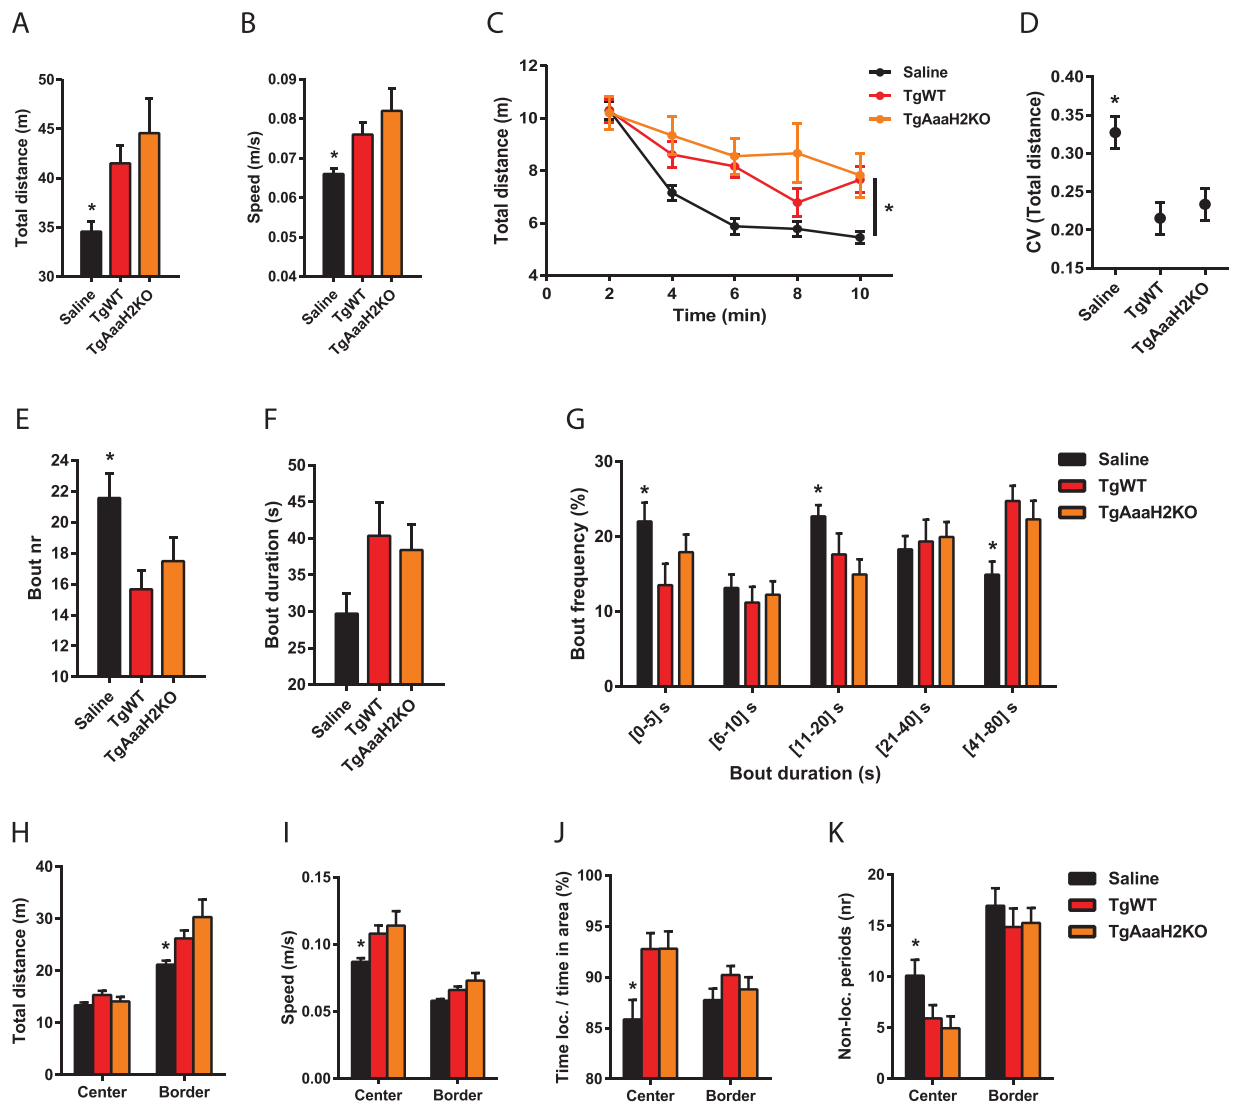 A
B
C
D
Total distance (m)
50
45
40
35
30
*
Saline
TgWT
TgAaaH2KO
Speed (m/s)
0.09
0.08
0.07
0.06
0.05
0.04
*
Saline
TgWT
TgAaaH2KO
Total distance (m)
12
10
8
6
4
0
2
4
6
8
10
Time (min)
Saline
TgWT
TgAaaH2KO
*
CV (Total distance)
0.40
0.35
0.30
0.25
0.20
0.15
*
Saline
TgWT
TgAaaH2KO
E
F
G
Bout nr
24
22
20
18
16
14
12
10
*
Saline
TgWT
TgAaaH2KO
Bout duration (s)
50
45
40
35
30
25
20
Saline
TgWT
TgAaaH2KO
Bout frequency (%)
30
20
10
0
*
*
*
[0-5] s
[6-10] s
[11-20] s
[21-40] s
[41-80] s
Bout duration (s)
Saline
TgWT
TgAaaH2KO
H
I
J
K
Total distance (m)
40
30
20
10
0
*
Center
Border
Speed (m/s)
0.15
0.10
0.05
0.00
*
Center
Border
Time loc. / time in area (%)
100
95
90
85
80
*
Center
Border
Non-loc. periods (nr)
20
15
10
5
0
*
Center
Border
Saline
TgWT
TgAaaH2KO